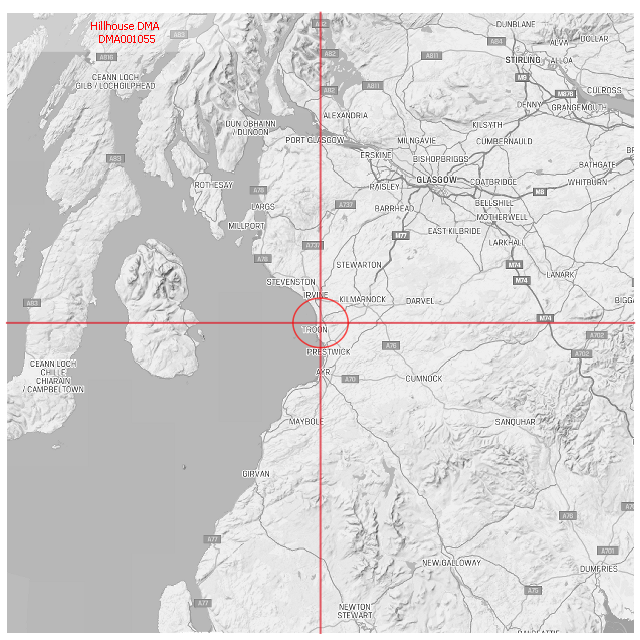 Hillhouse DMA
DMA001055
A83
A82
DUNBLANE
A84
ALVA
DOLLAR
A816
A82
A811
STIRLING
ALLOA
CEANN LOCH
GILB / LOCHGILPHEAD
A82
A811
M9
M876
CULROSS
DENNY
GRANGEMOUTH
DUN OBHAINN
/ DUNOON
ALEXANDRIA
KILSYTH
PORT GLASGOW
MILNGAVIE
CUMBERNAULD
ERSKINE
BISHOPBRIGGS
A83
BATHGATE
ROTHESAY
A78
PAISLEY
GLASGOW
COATBRIDGE
M8
WHITBURN
LARGS
A737
BARRHEAD
BELLSHILL
MOTHERWELL
MILLPORT
M77
EAST KILBRIDE
LARKHALL
A737
A78
STEWARTON
M74
LANARK
STEVENSTON
M74
IRVINE
KILMARNOCK
DARVEL
BIGG
A83
M74
TROON
A702
A76
PRESTWICK
A702
CEANN LOCH
CHILLE
CHIARAIN
/ CAMPBELTOWN
AYR
A70
CUMNOCK
MAYBOLE
SANQUHAR
GIRVAN
A76
A77
A701
NEW GALLOWAY
DUMFRIES
A75
A77
NEWTON
STEWART
DALBEATTIE